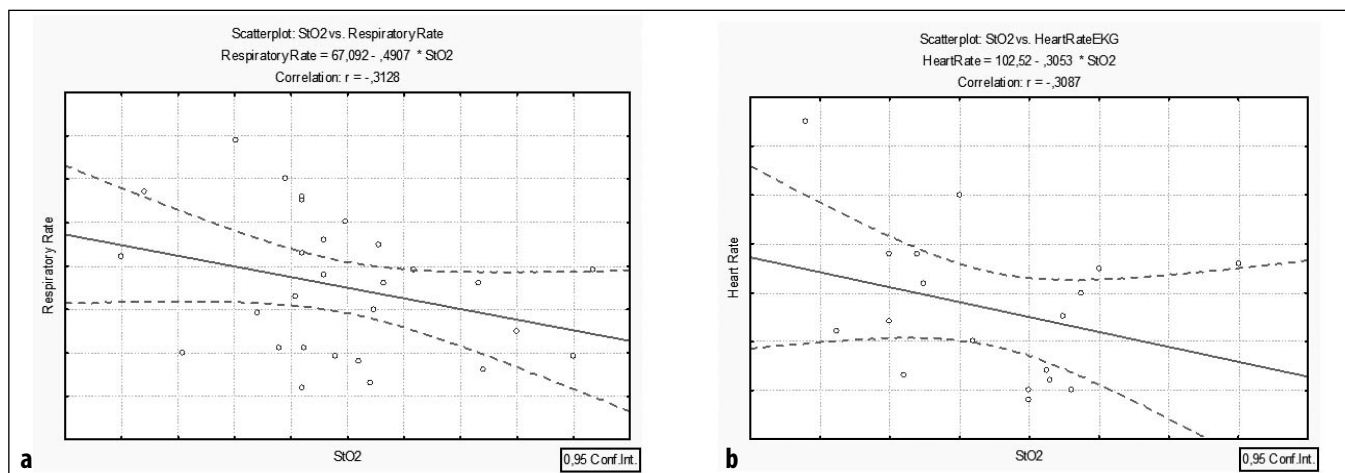 Scatterplot: StO2 vs. RespiratoryRate
RespiratoryRate = 67,092 - ,4907 * StO2
Correlation: r = -,3128
Respiratory Rate
StO2
0,95 Conf.Int.
a
Scatterplot: StO2 vs. HeartRateEKG
HeartRate = 102,52 - ,3053 * StO2
Correlation: r = -,3087
Heart Rate
StO2
0,95 Conf.Int.
b